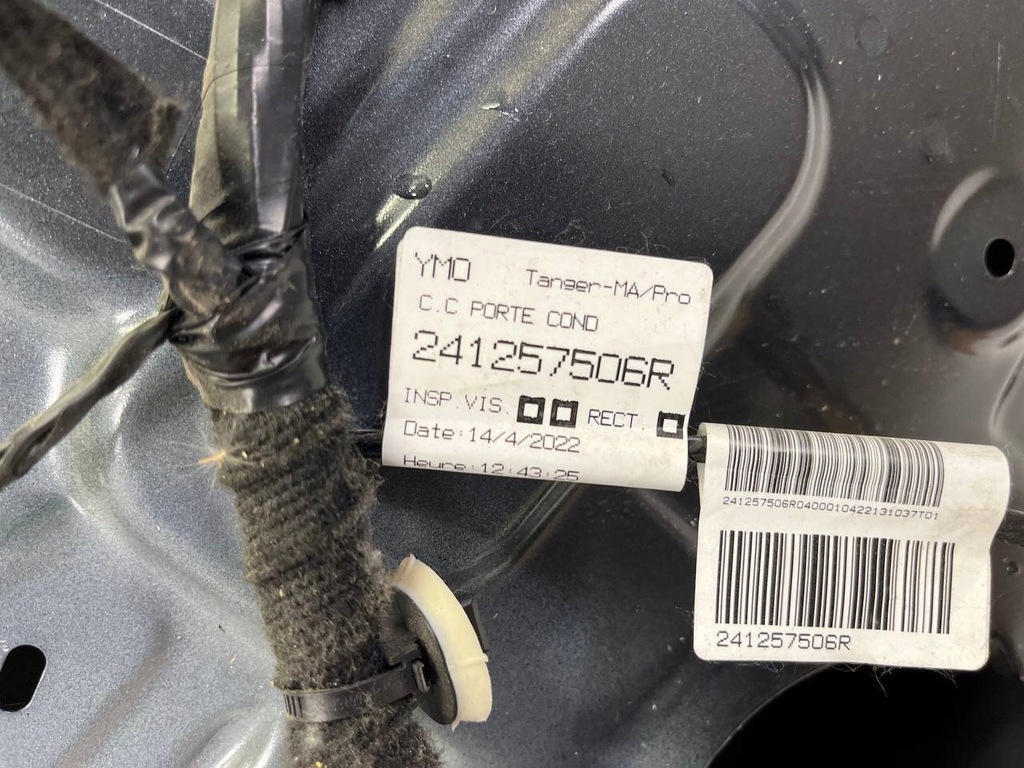 YMO Tanger-MA/Pro
C.C PORTE COND
241257506R
INSP.VIS. RECT.
Date:14/4/2022
Heure:12:43:25
241257506R0400010422131037T01
241257506R